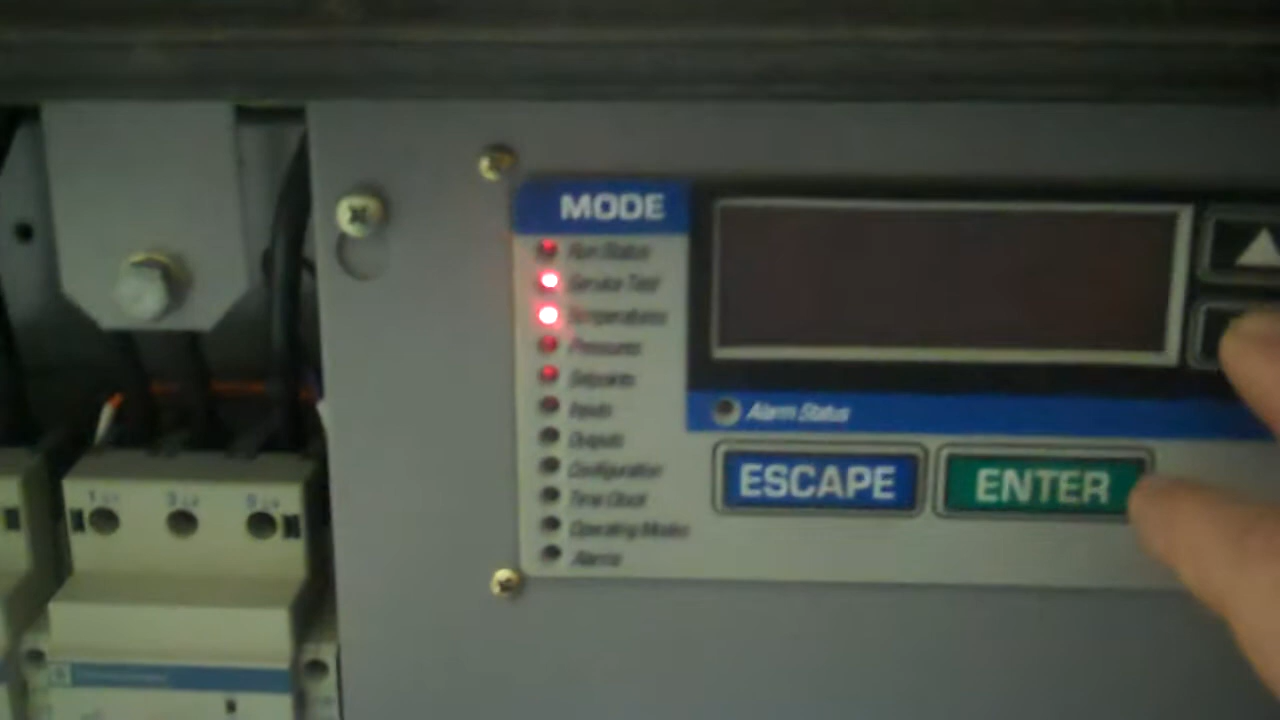 MODE
Run Status
Service Test
Temperatures
Pressures
Setpoints
Inputs
Outputs
Configuration
Time Clock
Operating Modes
Alarms
Alarm Status
ESCAPE
ENTER